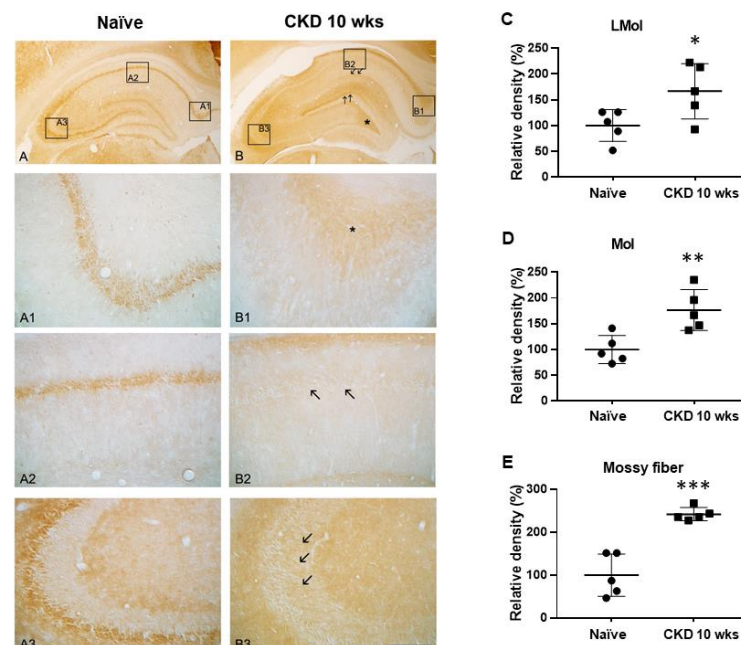 Naïve
CKD 10 wks
A
A1
A2
A3
B
B1
B2
B3
*
A1
B1
*
A2
B2
A3
B3
C
LMol
*
Relative density (%)
250
200
150
100
50
0
Naïve
CKD 10 wks
D
Mol
**
Relative density (%)
250
200
150
100
50
0
Naïve
CKD 10 wks
E
Mossy fiber
***
Relative density (%)
300
200
100
0
Naïve
CKD 10 wks